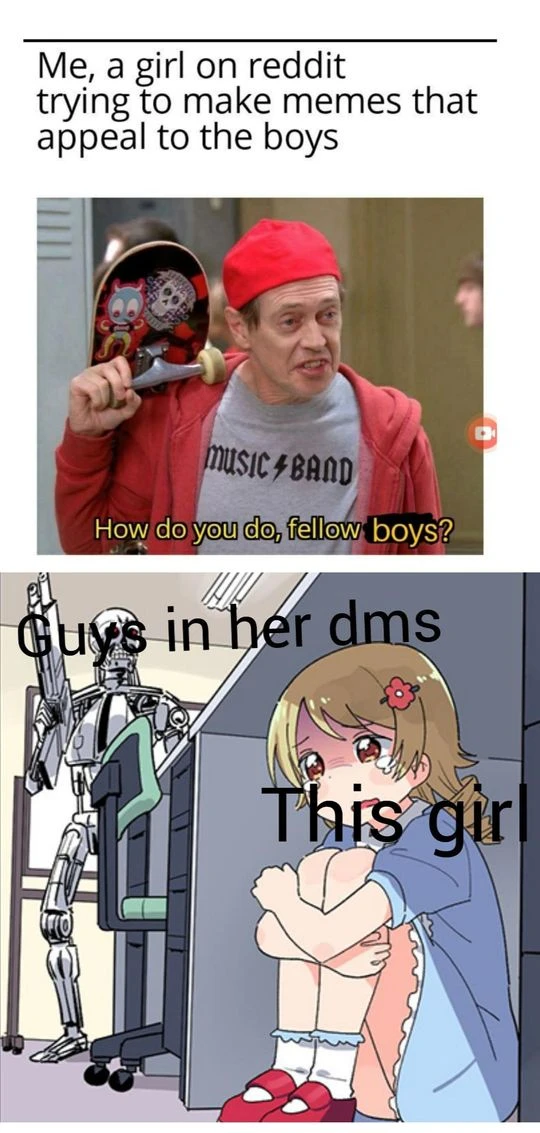 Me, a girl on reddit
trying to make memes that
appeal to the boys
MUSIC BAND
How do you do, fellow boys?
Guys in her dms
This girl